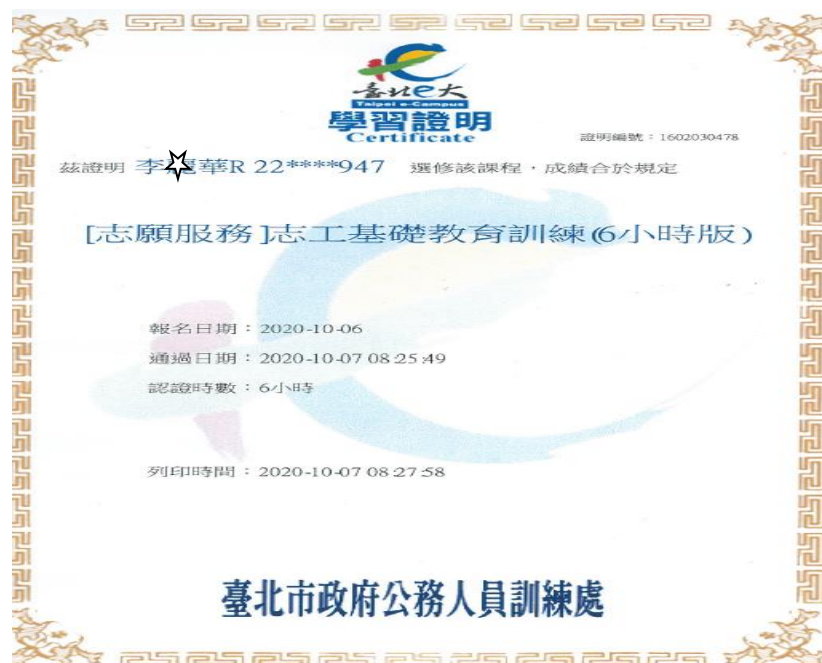 臺北e大
Taipei e-Campus
學習證明
Certificate
證明編號：1602030478
茲證明 李 華R 22****947 選修該課程，成績合於規定
[志願服務]志工基礎教育訓練(6小時版)
報名日期：2020-10-06
通過日期：2020-10-07 08:25:49
認證時數：6小時
列印時間：2020-10-07 08:27:58
臺北市政府公務人員訓練處